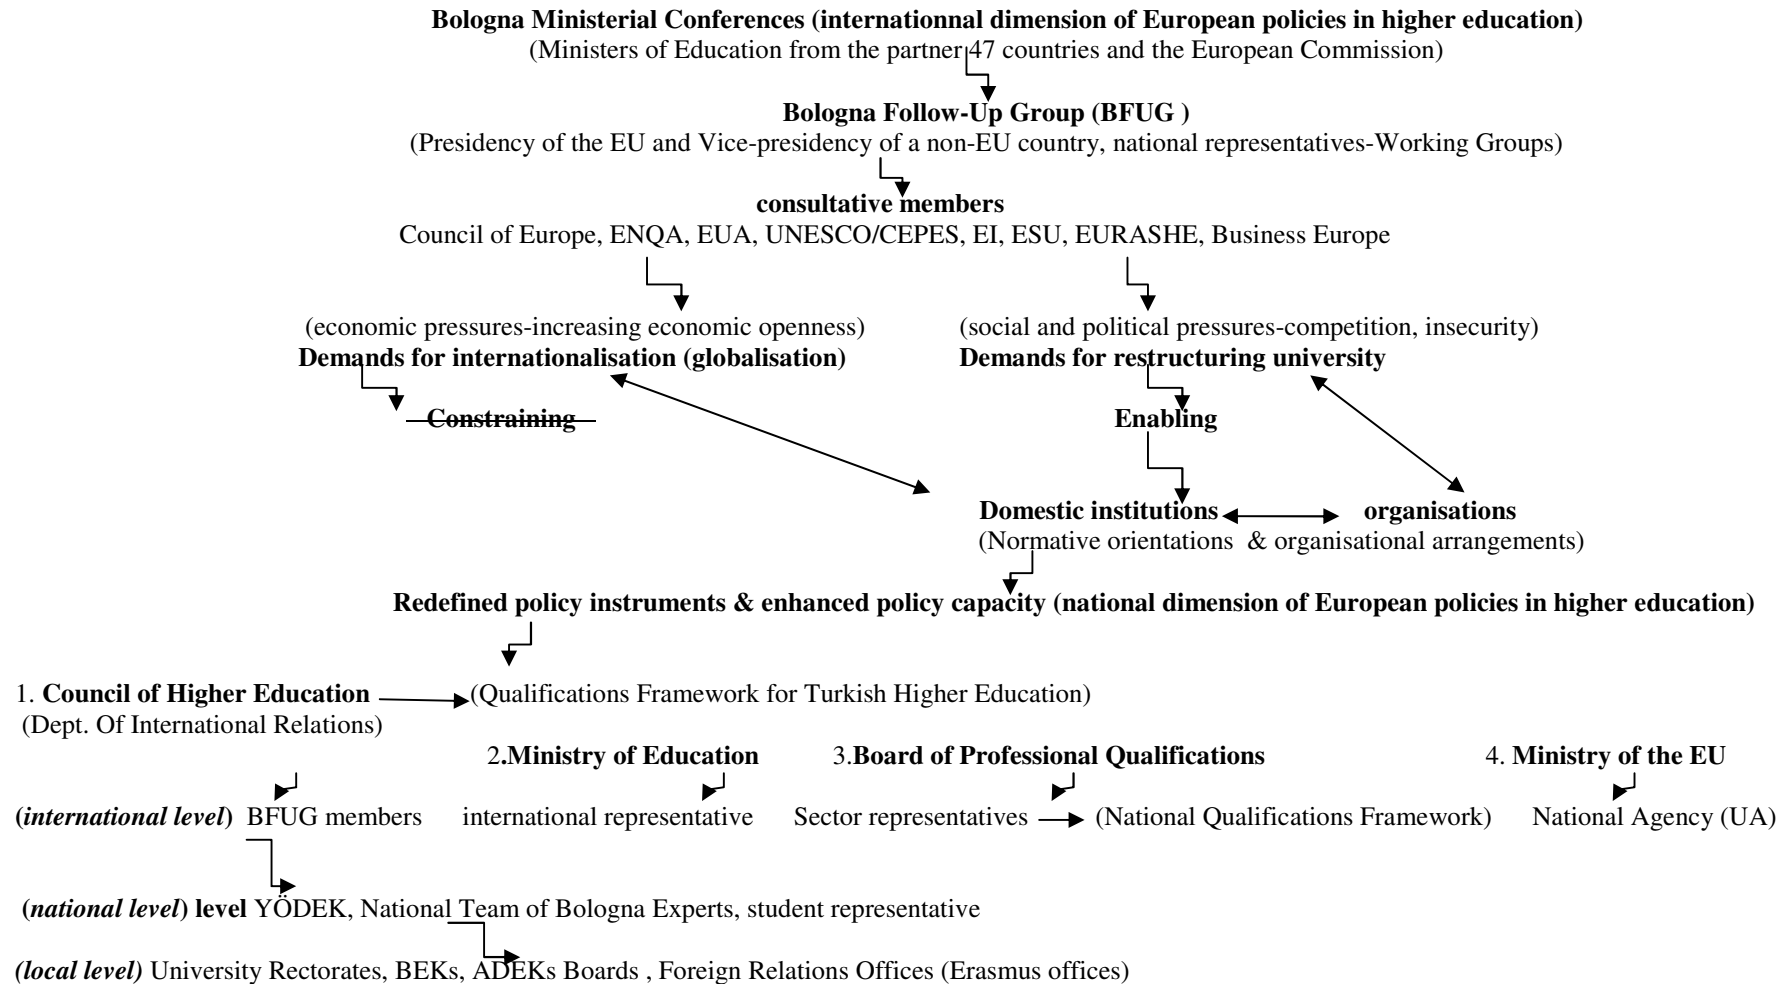 Bologna Ministerial Conferences (internationnal dimension of European policies in higher education)
(Ministers of Education from the partner 47 countries and the European Commission)
Bologna Follow-Up Group (BFUG )
(Presidency of the EU and Vice-presidency of a non-EU country, national representatives-Working Groups)
consultative members
Council of Europe, ENQA, EUA, UNESCO/CEPES, EI, ESU, EURASHE, Business Europe
(economic pressures-increasing economic openness) (social and political pressures-competition, insecurity)
Demands for internationalisation (globalisation) Demands for restructuring university
Constraining Enabling
Domestic institutions organisations
(Normative orientations & organisational arrangements)
Redefined policy instruments & enhanced policy capacity (national dimension of European policies in higher education)
1. Council of Higher Education (Qualifications Framework for Turkish Higher Education)
(Dept. Of International Relations)
2.Ministry of Education 3.Board of Professional Qualifications 4. Ministry of the EU
(international level) BFUG members international representative Sector representatives (National Qualifications Framework) National Agency (UA)
(national level) level YÖDEK, National Team of Bologna Experts, student representative
(local level) University Rectorates, BEKs, ADEKs Boards , Foreign Relations Offices (Erasmus offices)